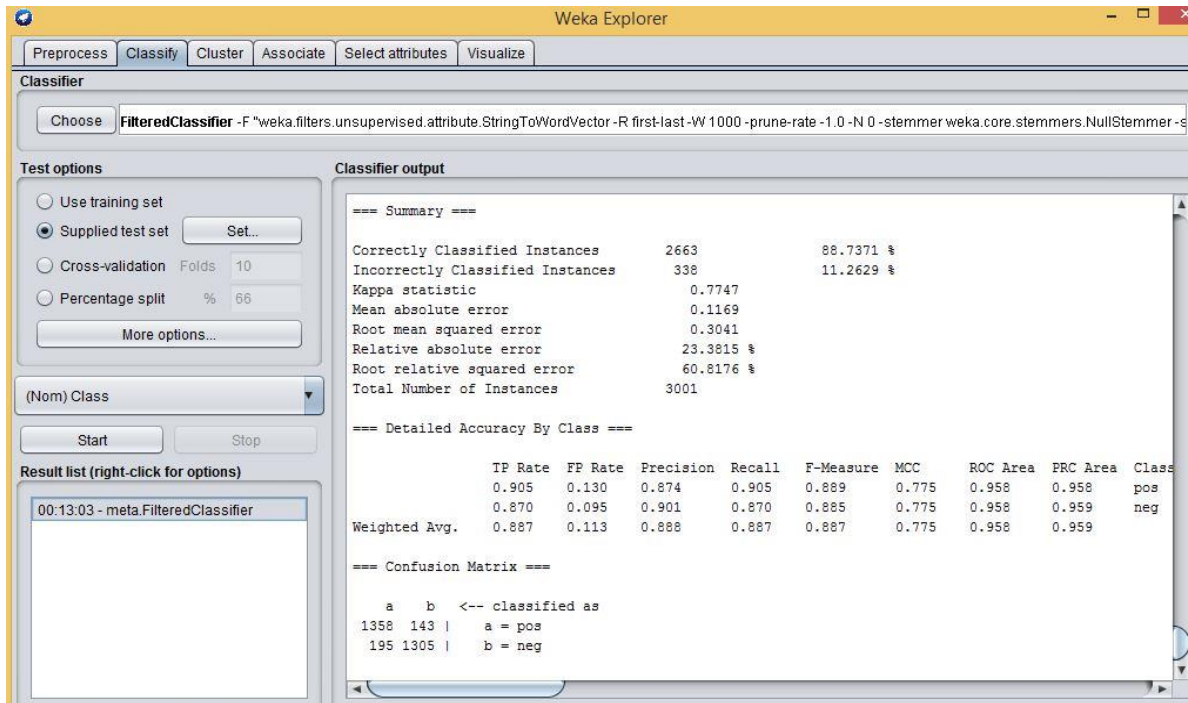 Weka Explorer
Preprocess Classify Cluster Associate Select attributes Visualize
Classifier
Choose FilteredClassifier -F "weka.filters.unsupervised.attribute.StringToWordVector -R first-last -W 1000 -prune-rate -1.0 -N 0 -stemmer weka.core.stemmers.NullStemmer -s
Test options
Use training set
Supplied test set Set...
Cross-validation Folds 10
Percentage split % 66
More options...
(Nom) Class
Start Stop
Result list (right-click for options)
00:13:03 - meta.FilteredClassifier
Classifier output
=== Summary ===
Correctly Classified Instances 2663 88.7371 %
Incorrectly Classified Instances 338 11.2629 %
Kappa statistic 0.7747
Mean absolute error 0.1169
Root mean squared error 0.3041
Relative absolute error 23.3815 %
Root relative squared error 60.8176 %
Total Number of Instances 3001
=== Detailed Accuracy By Class ===
TP Rate FP Rate Precision Recall F-Measure MCC ROC Area PRC Area Class
0.905 0.130 0.874 0.905 0.889 0.775 0.958 0.958 pos
0.870 0.095 0.901 0.870 0.885 0.775 0.958 0.959 neg
Weighted Avg. 0.887 0.113 0.888 0.887 0.887 0.775 0.958 0.959
=== Confusion Matrix ===
a b <-- classified as
1358 143 | a = pos
195 1305 | b = neg